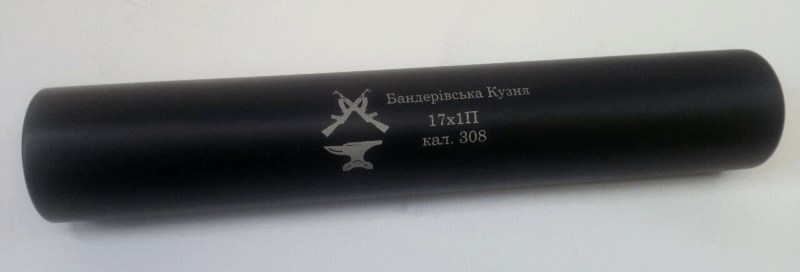 Бандерівська Кузня
17х1П
кал. 308